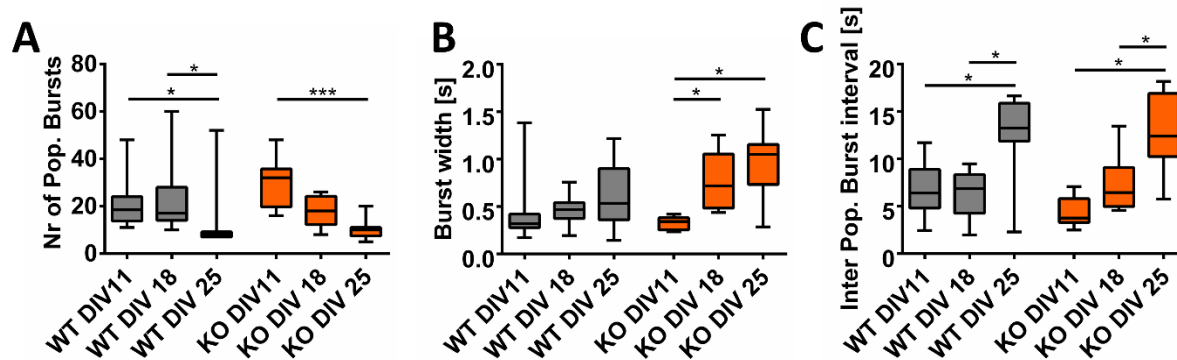 A
Nr of Pop. Bursts
80
60
40
20
0
*
*
***
WT DIV11
WT DIV 18
WT DIV 25
KO DIV11
KO DIV 18
KO DIV 25
B
Burst width [s]
2.0
1.5
1.0
0.5
0.0
*
*
WT DIV11
WT DIV 18
WT DIV 25
KO DIV11
KO DIV 18
KO DIV 25
C
Inter Pop. Burst interval [s]
20
15
10
5
0
*
*
*
*
WT DIV11
WT DIV 18
WT DIV 25
KO DIV11
KO DIV 18
KO DIV 25